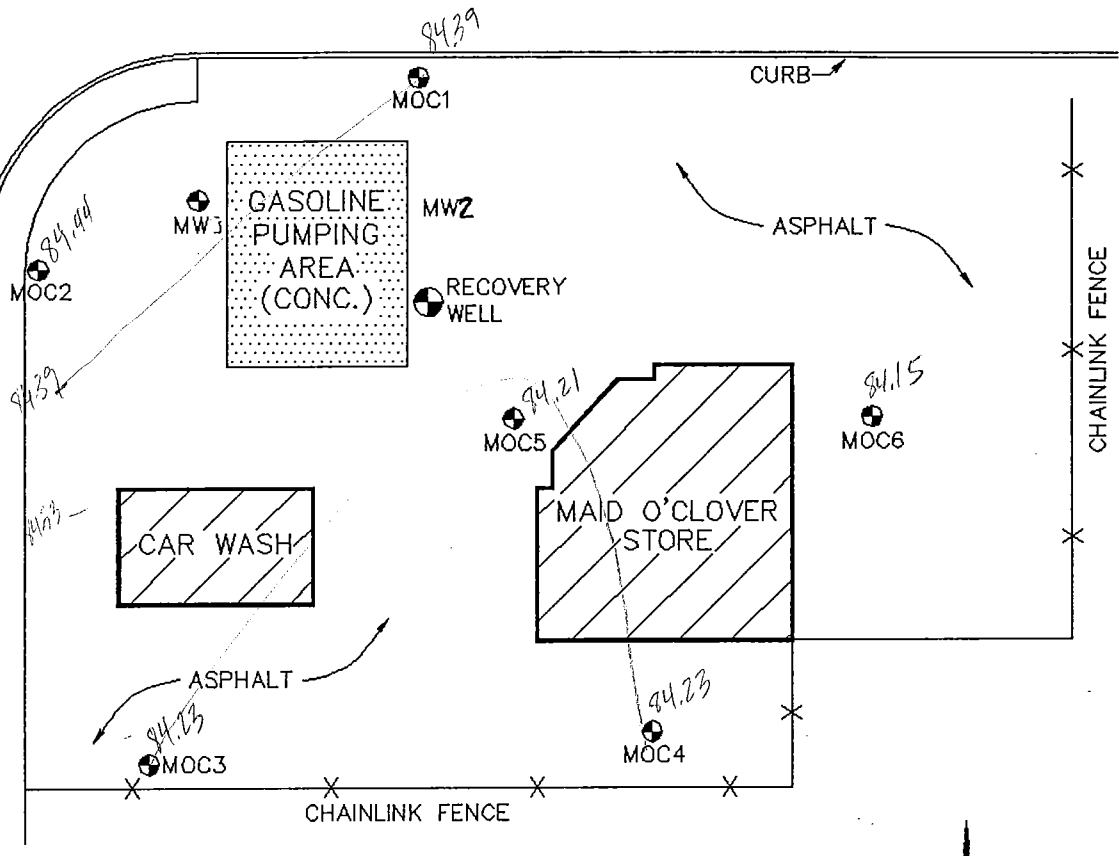 84.39
CURB
MOC1
MW3
GASOLINE
PUMPING
AREA
(CONC.)
MW2
ASPHALT
84.44
MOC2
RECOVERY
WELL
CHAINLINK FENCE
84.39
84.21
MOC5
84.15
MOC6
MAID O'CLOVER
STORE
CAR WASH
ASPHALT
84.23
MOC3
84.23
MOC4
CHAINLINK FENCE